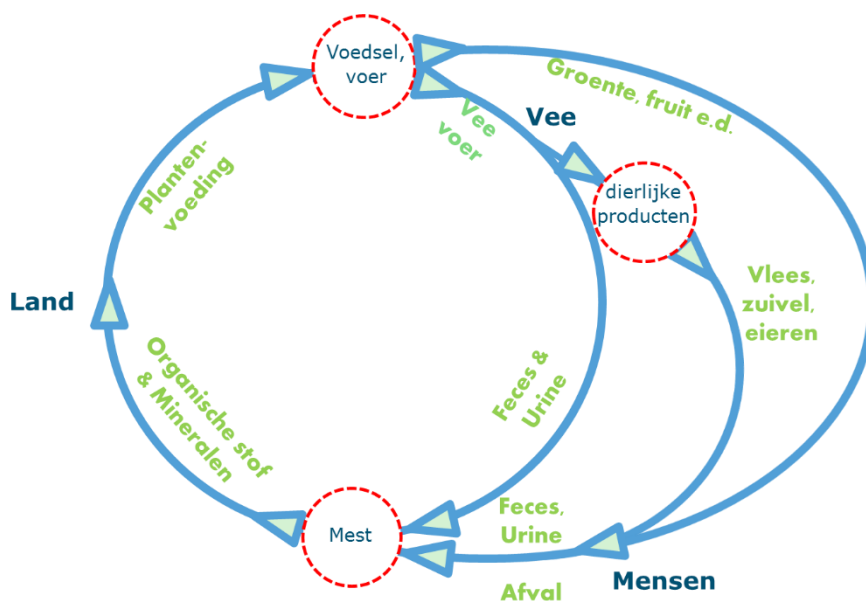 Voedsel,
voer
Groente, fruit e.d.
Vee
voer
Vee
Planten-
voeding
dierlijke
producten
Land
Vlees,
zuivel,
eieren
Organische stof
& Mineralen
Feces &
Urine
Mest
Feces,
Urine
Afval
Mensen